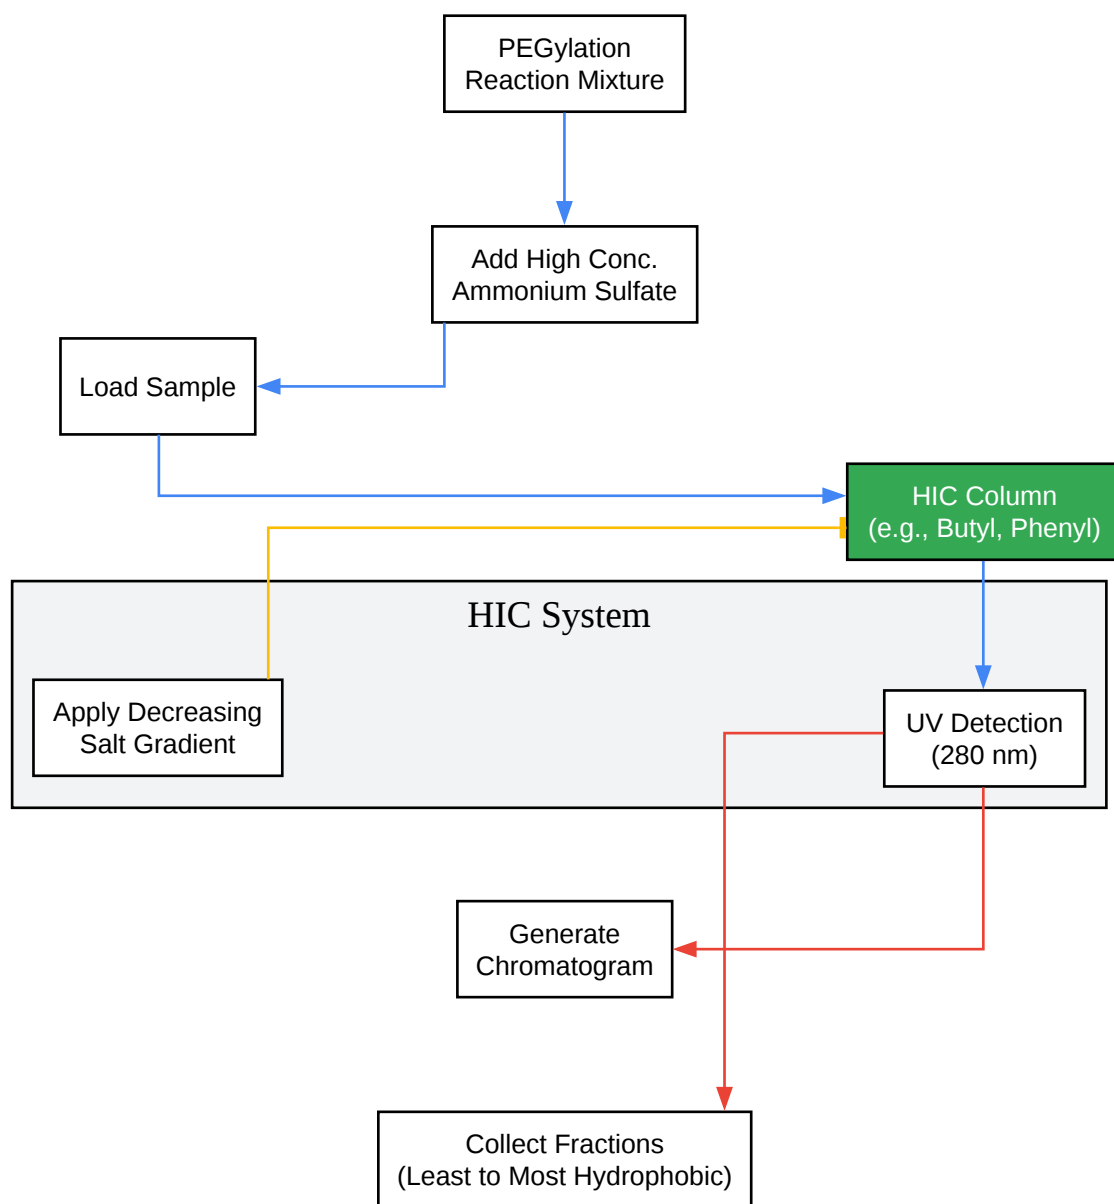 PEGylation
Reaction Mixture
Add High Conc.
Ammonium Sulfate
Load Sample
HIC Column
(e.g., Butyl, Phenyl)
HIC System
Apply Decreasing
Salt Gradient
UV Detection
(280 nm)
Generate
Chromatogram
Collect Fractions
(Least to Most Hydrophobic)